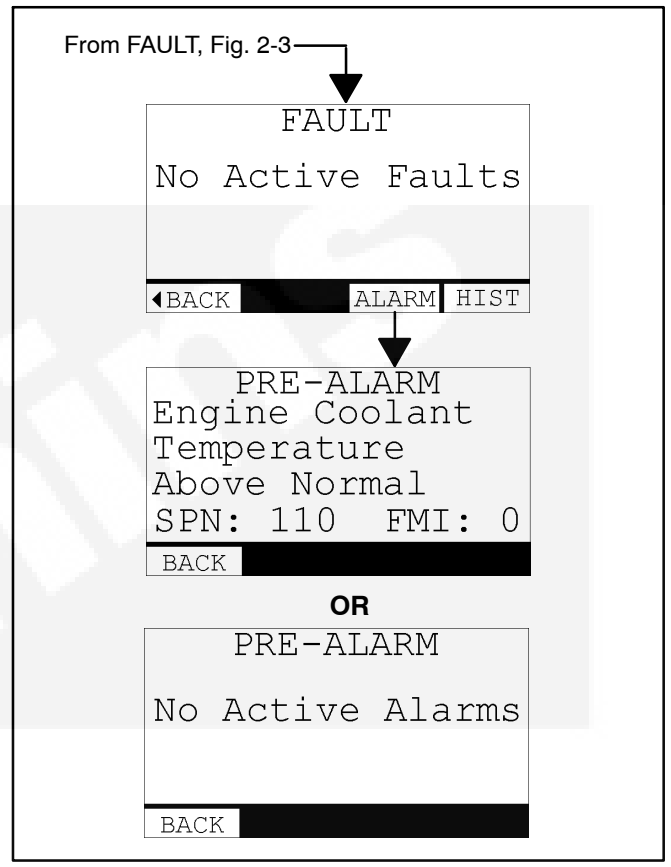 From FAULT, Fig. 2-3
FAULT
No Active Faults
◀BACK ALARM HIST
PRE-ALARM
Engine Coolant
Temperature
Above Normal
SPN: 110 FMI: 0
BACK
OR
PRE-ALARM
No Active Alarms
BACK